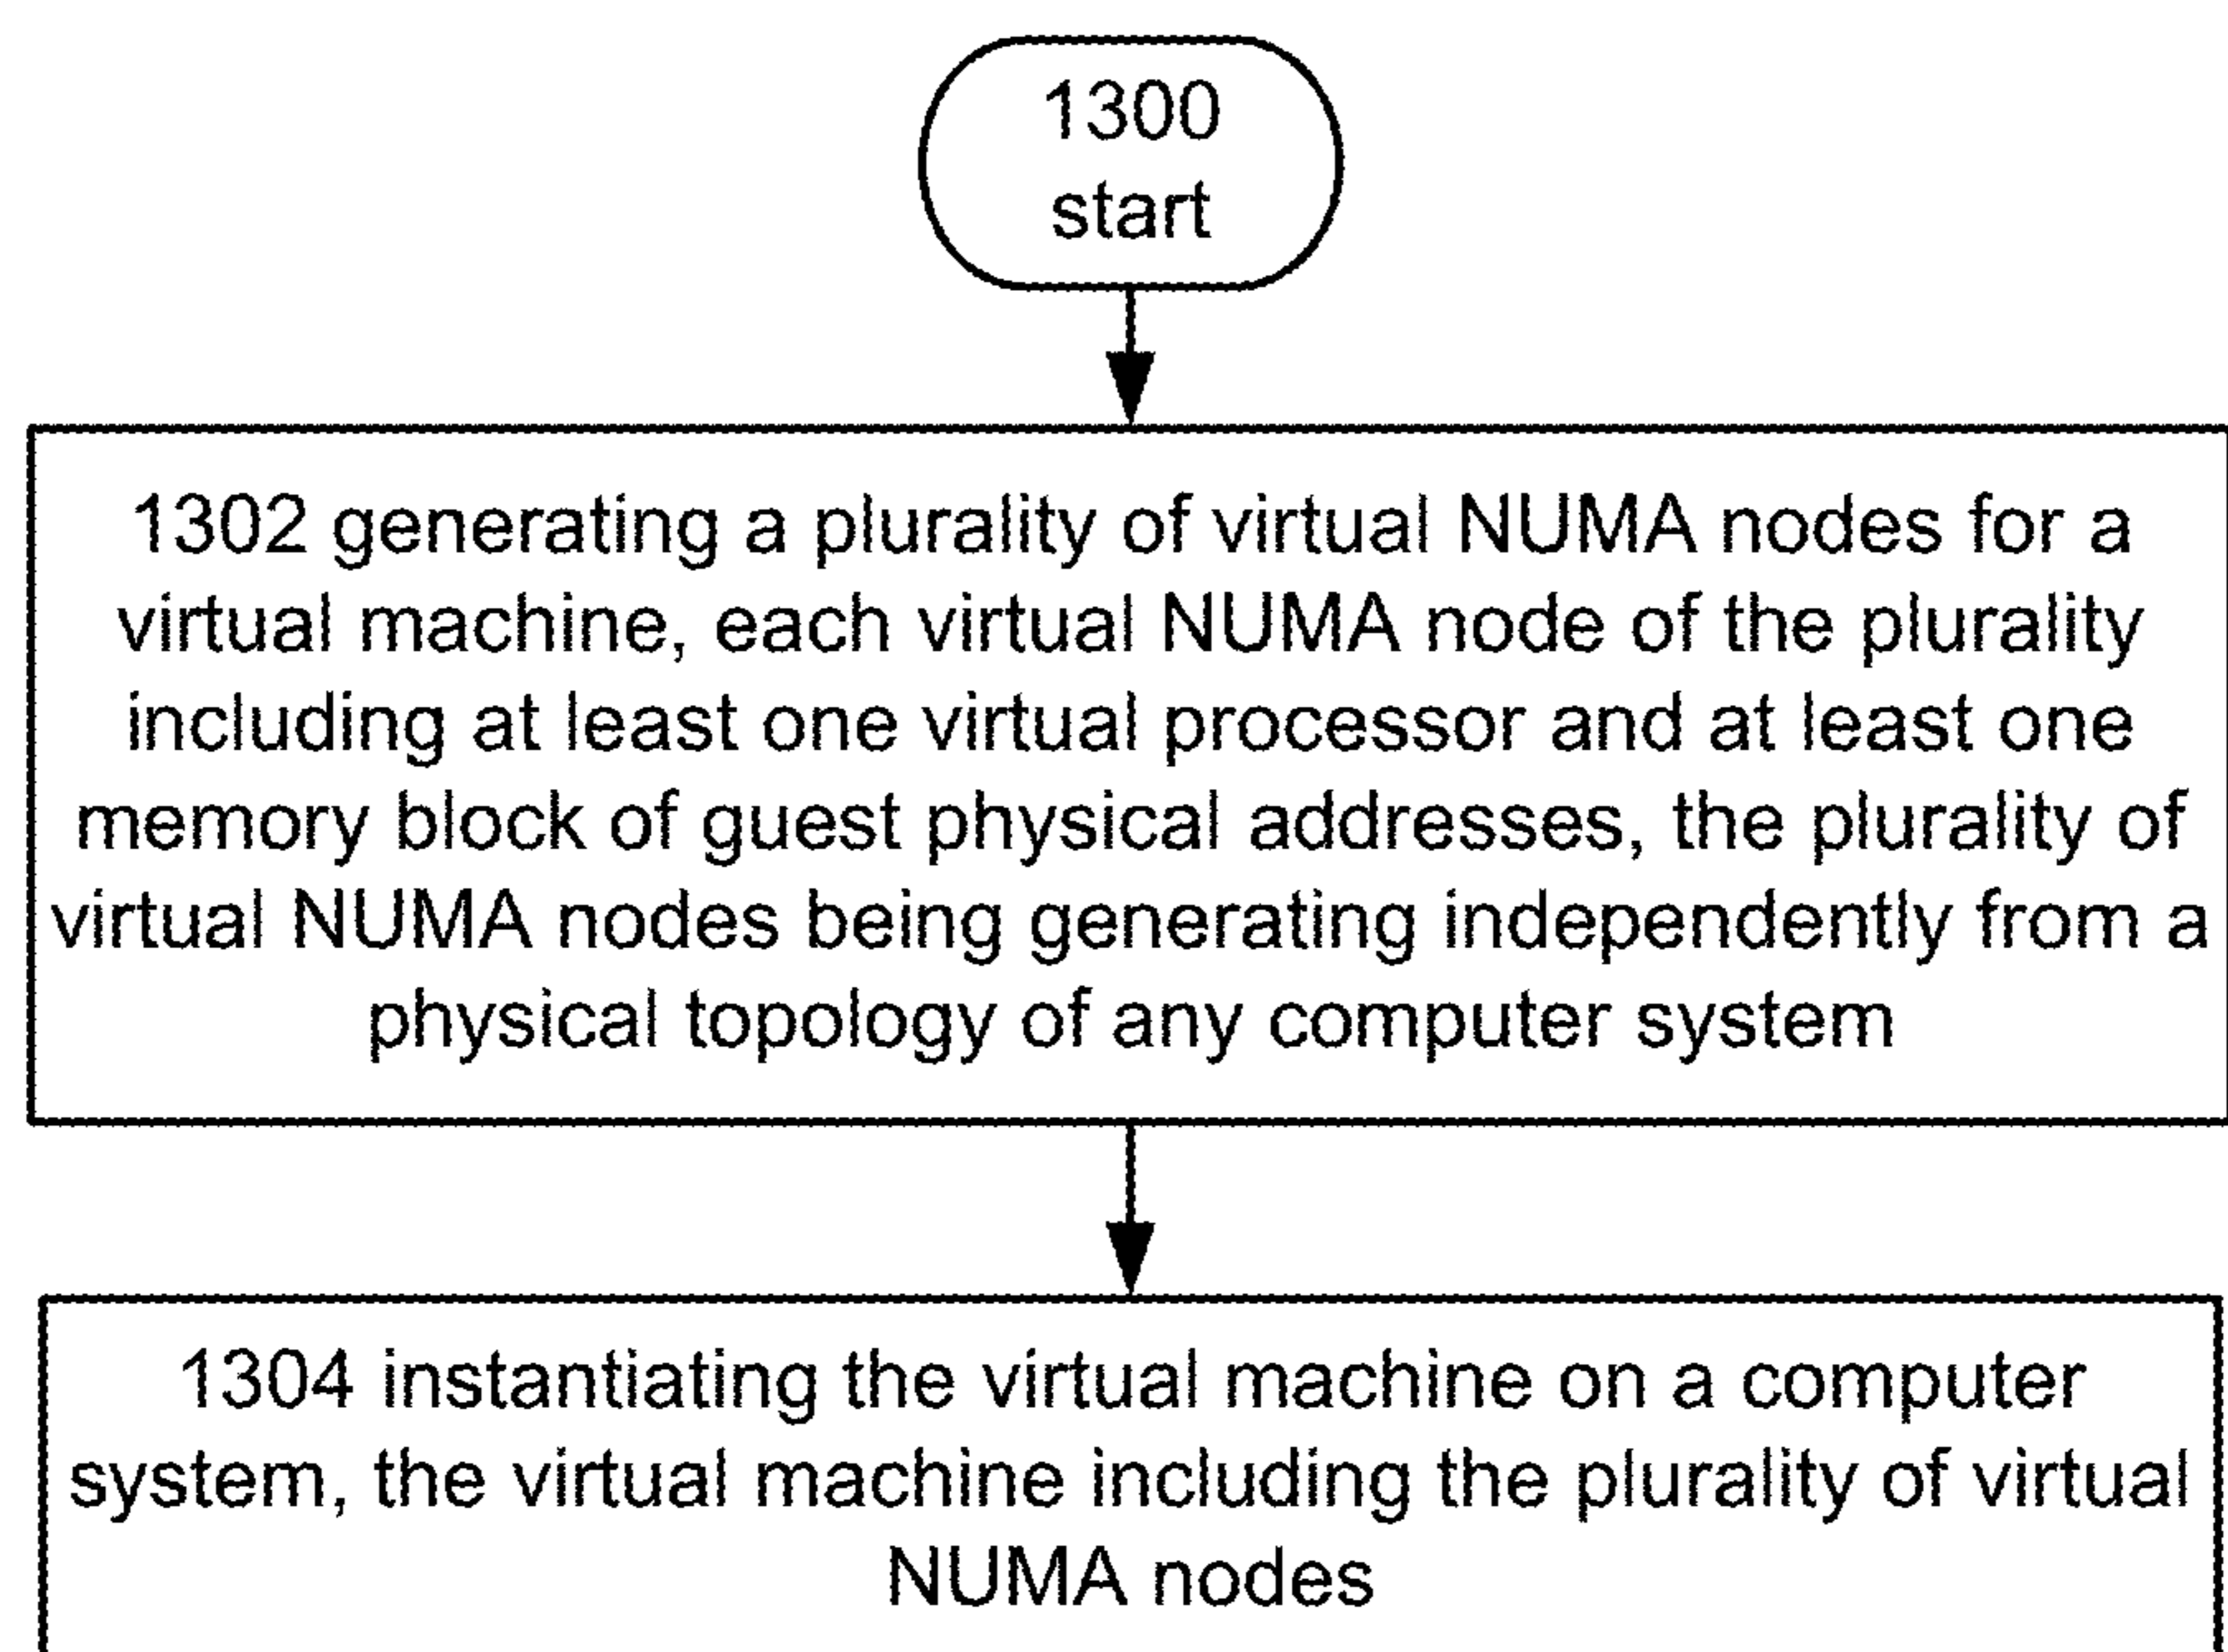 1300
start
1302 generating a plurality of virtual NUMA nodes for a
virtual machine, each virtual NUMA node of the plurality
including at least one virtual processor and at least one
memory block of guest physical addresses, the plurality of
virtual NUMA nodes being generating independently from a
physical topology of any computer system
1304 instantiating the virtual machine on a computer
system, the virtual machine including the plurality of virtual
NUMA nodes